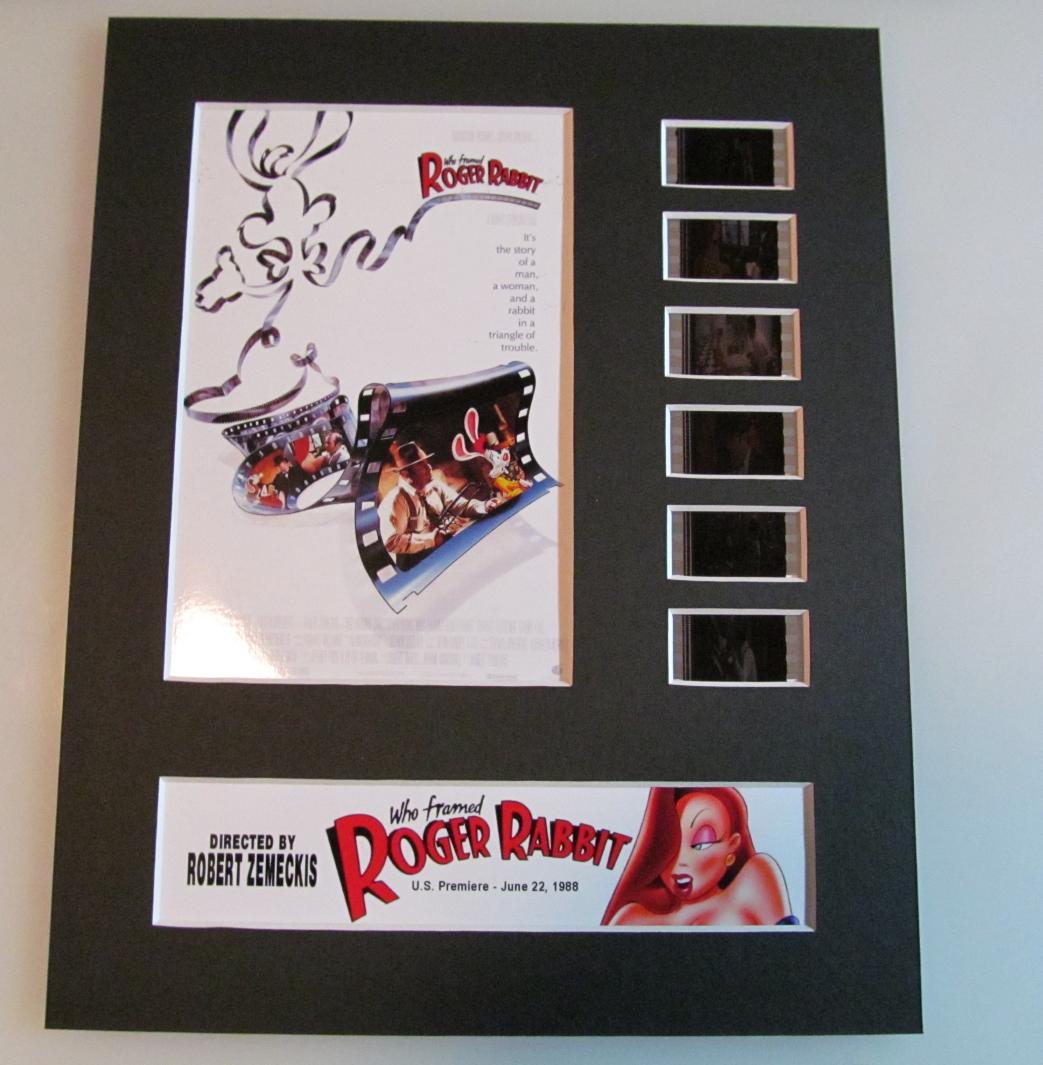 Who framed
ROGER RABBIT
It's
the story
of a
man,
a woman,
and a
rabbit
in a
triangle of
trouble.
DIRECTED BY
ROBERT ZEMECKIS
Who framed
ROGER RABBIT
U.S. Premiere - June 22, 1988